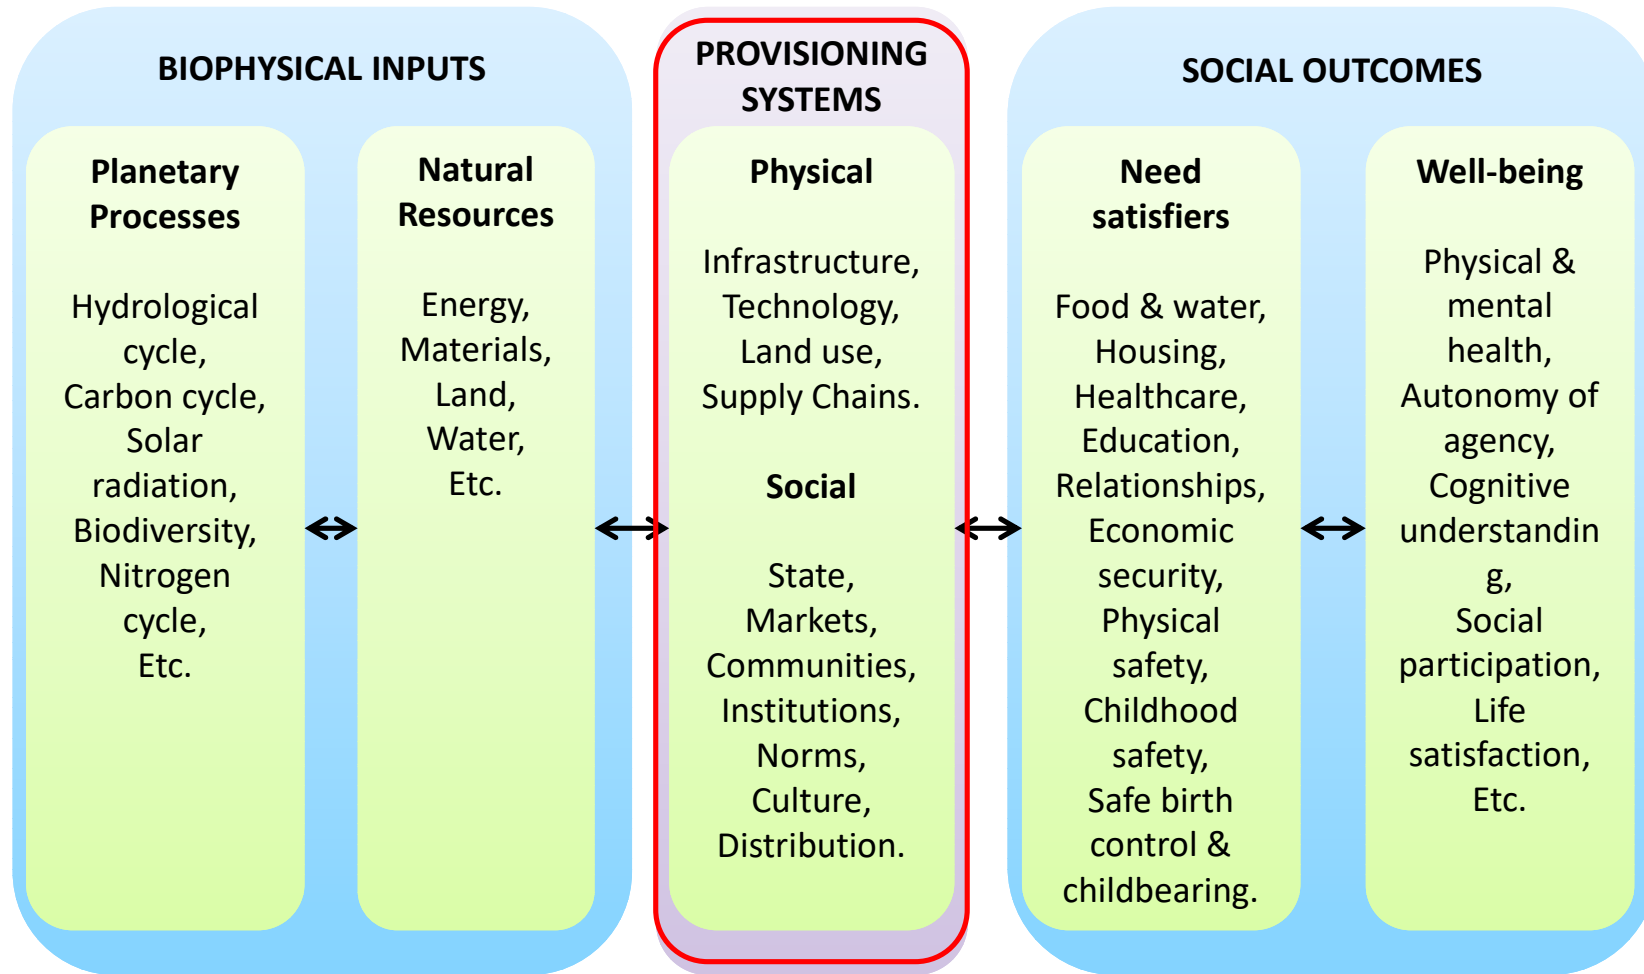 BIOPHYSICAL INPUTS
Planetary
Processes
Hydrological
cycle,
Carbon cycle,
Solar
radiation,
Biodiversity,
Nitrogen
cycle,
Etc.
Natural
Resources
Energy,
Materials,
Land,
Water,
Etc.
PROVISIONING
SYSTEMS
Physical
Infrastructure,
Technology,
Land use,
Supply Chains.
Social
State,
Markets,
Communities,
Institutions,
Norms,
Culture,
Distribution.
SOCIAL OUTCOMES
Need
satisfiers
Food & water,
Housing,
Healthcare,
Education,
Relationships,
Economic
security,
Physical
safety,
Childhood
safety,
Safe birth
control &
childbearing.
Well-being
Physical &
mental
health,
Autonomy of
agency,
Cognitive
understandin
g,
Social
participation,
Life
satisfaction,
Etc.